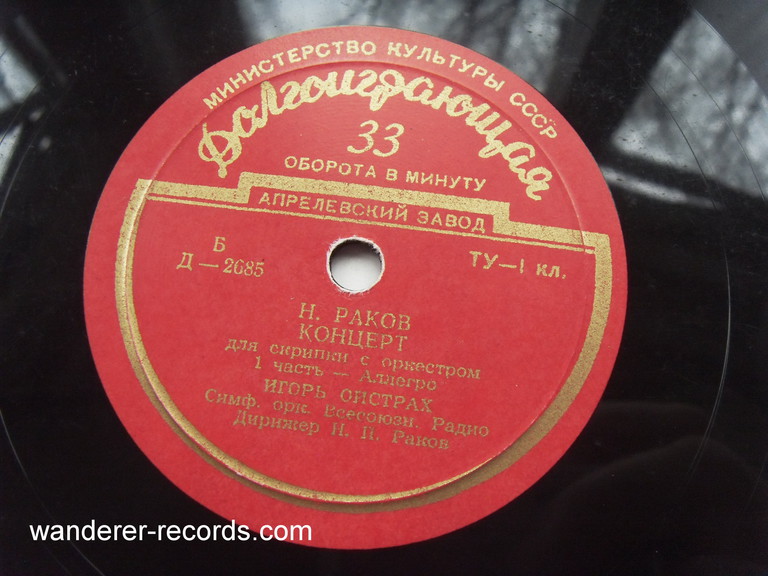 МИНИСТЕРСТВО КУЛЬТУРЫ СССР
Долгоиграющая
33
ОБОРОТА В МИНУТУ
АПРЕЛЕВСКИЙ ЗАВОД
Б
Д—2685
ТУ—1 кл.
Н. РАКОВ
КОНЦЕРТ
для скрипки с оркестром
1 часть — Аллегро
ИГОРЬ ОЙСТРАХ
Симф. орк. Всесоюзн. Радио
Дирижер Н. П. Раков
wanderer-records.com